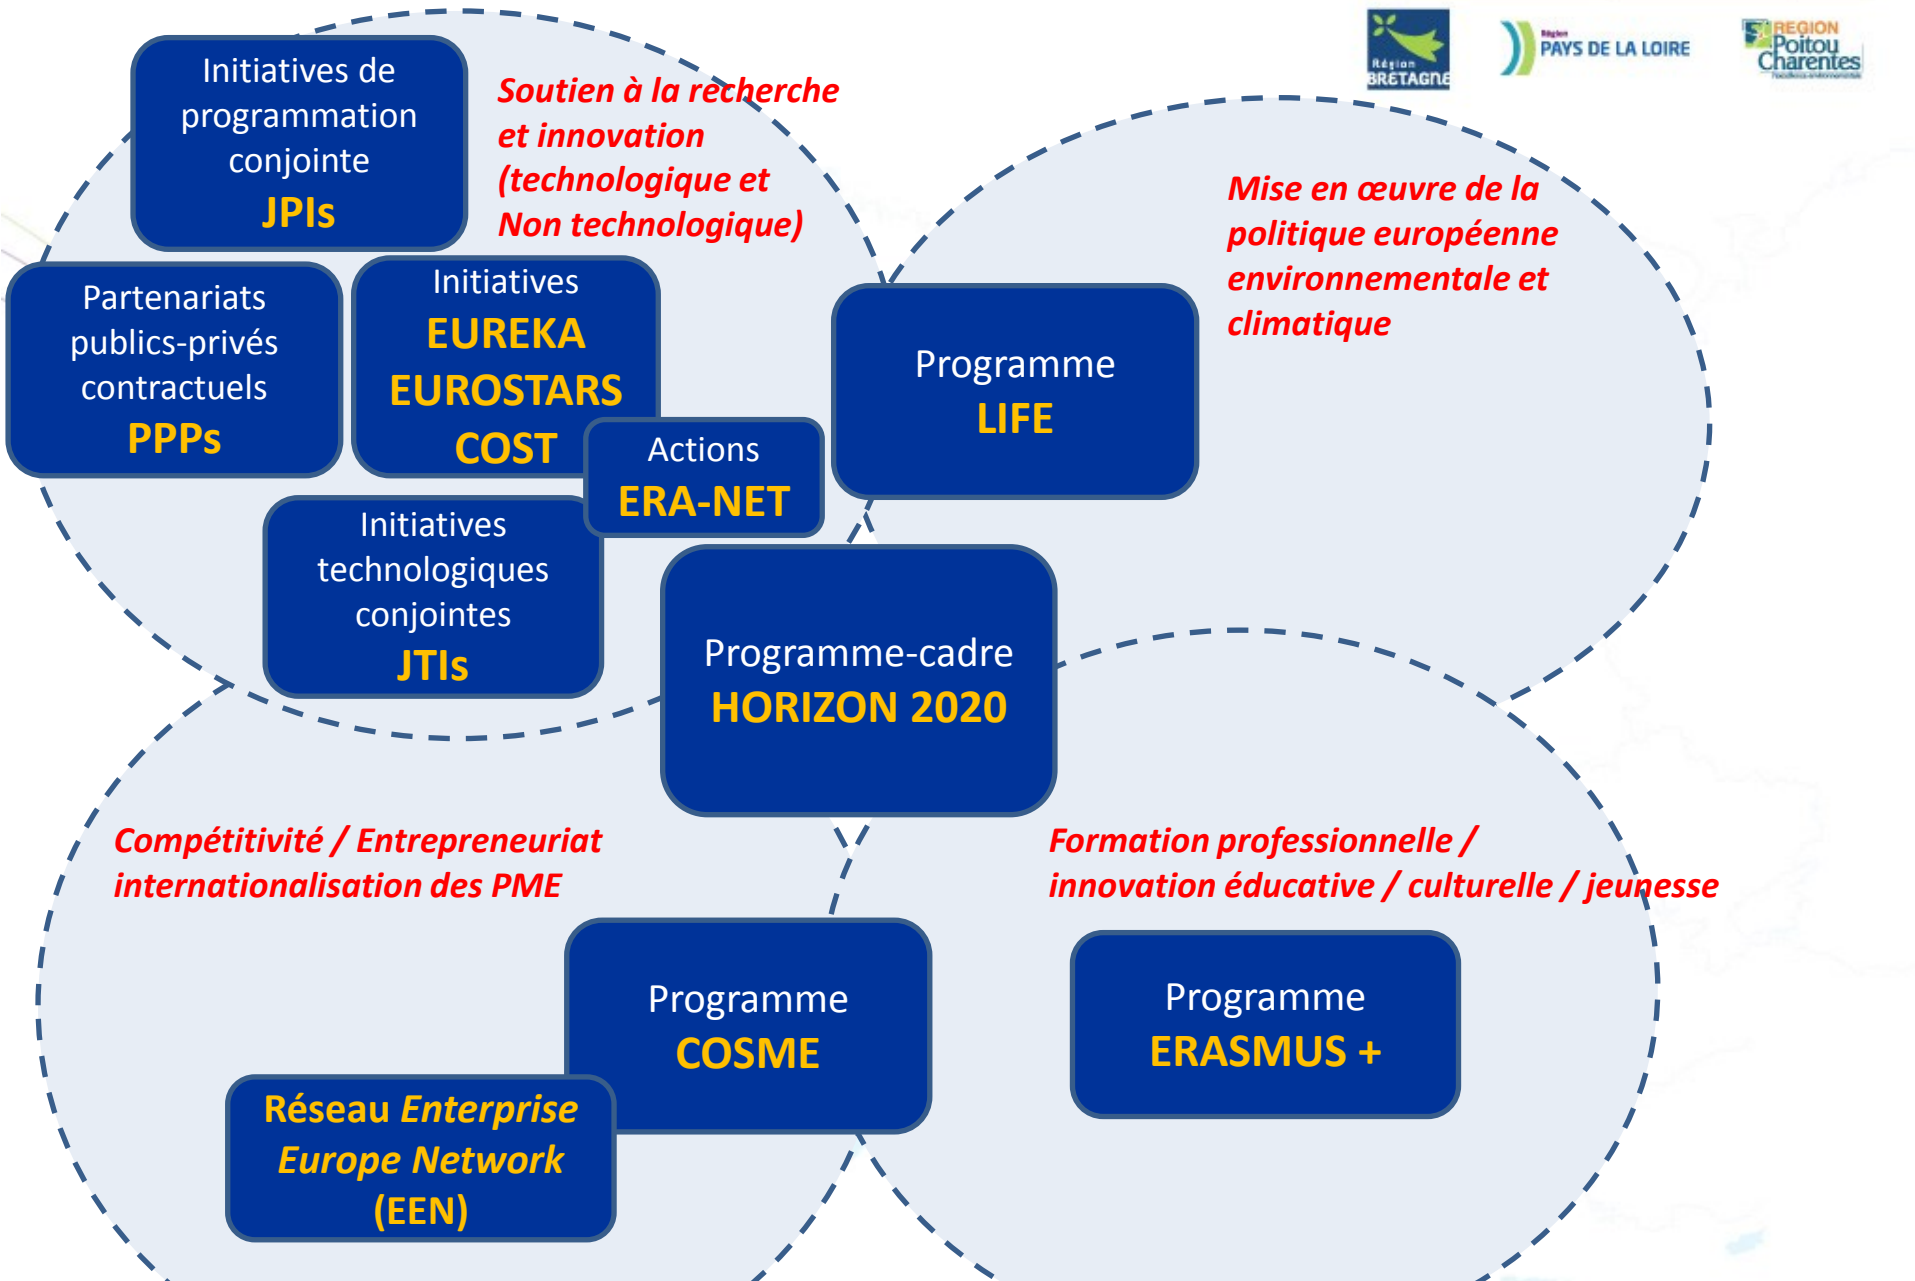 Région
BRETAGNE
Région
PAYS DE LA LOIRE
REGION
Poitou
Charentes
Initiatives de
programmation
conjointe
JPIs
Soutien à la recherche
et innovation
(technologique et
Non technologique)
Mise en œuvre de la
politique européenne
environnementale et
climatique
Partenariats
publics-privés
contractuels
PPPs
Initiatives
EUREKA
EUROSTARS
COST
Actions
ERA-NET
Programme
LIFE
Initiatives
technologiques
conjointes
JTIs
Programme-cadre
HORIZON 2020
Compétitivité / Entrepreneuriat
internationalisation des PME
Formation professionnelle /
innovation éducative / culturelle / jeunesse
Programme
COSME
Programme
ERASMUS +
Réseau Enterprise
Europe Network
(EEN)